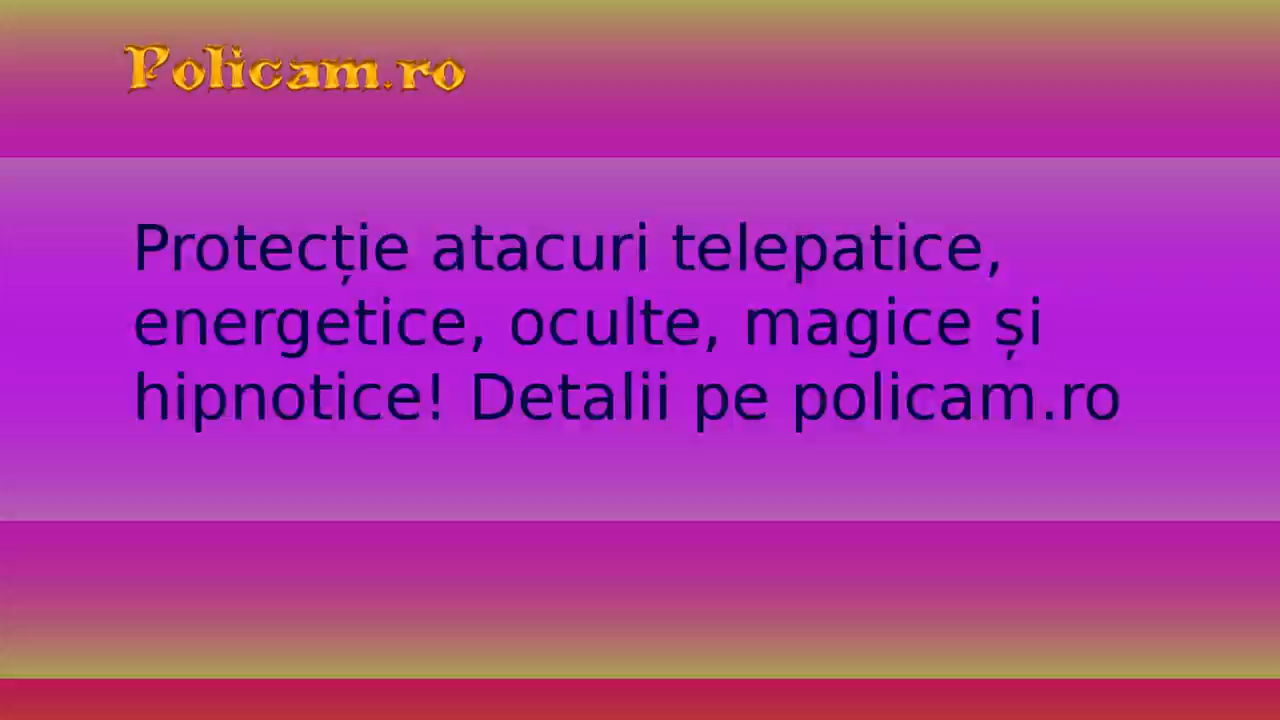 Policam.ro
Protecție atacuri telepatice,
energetice, oculte, magice și
hipnotice! Detalii pe policam.ro